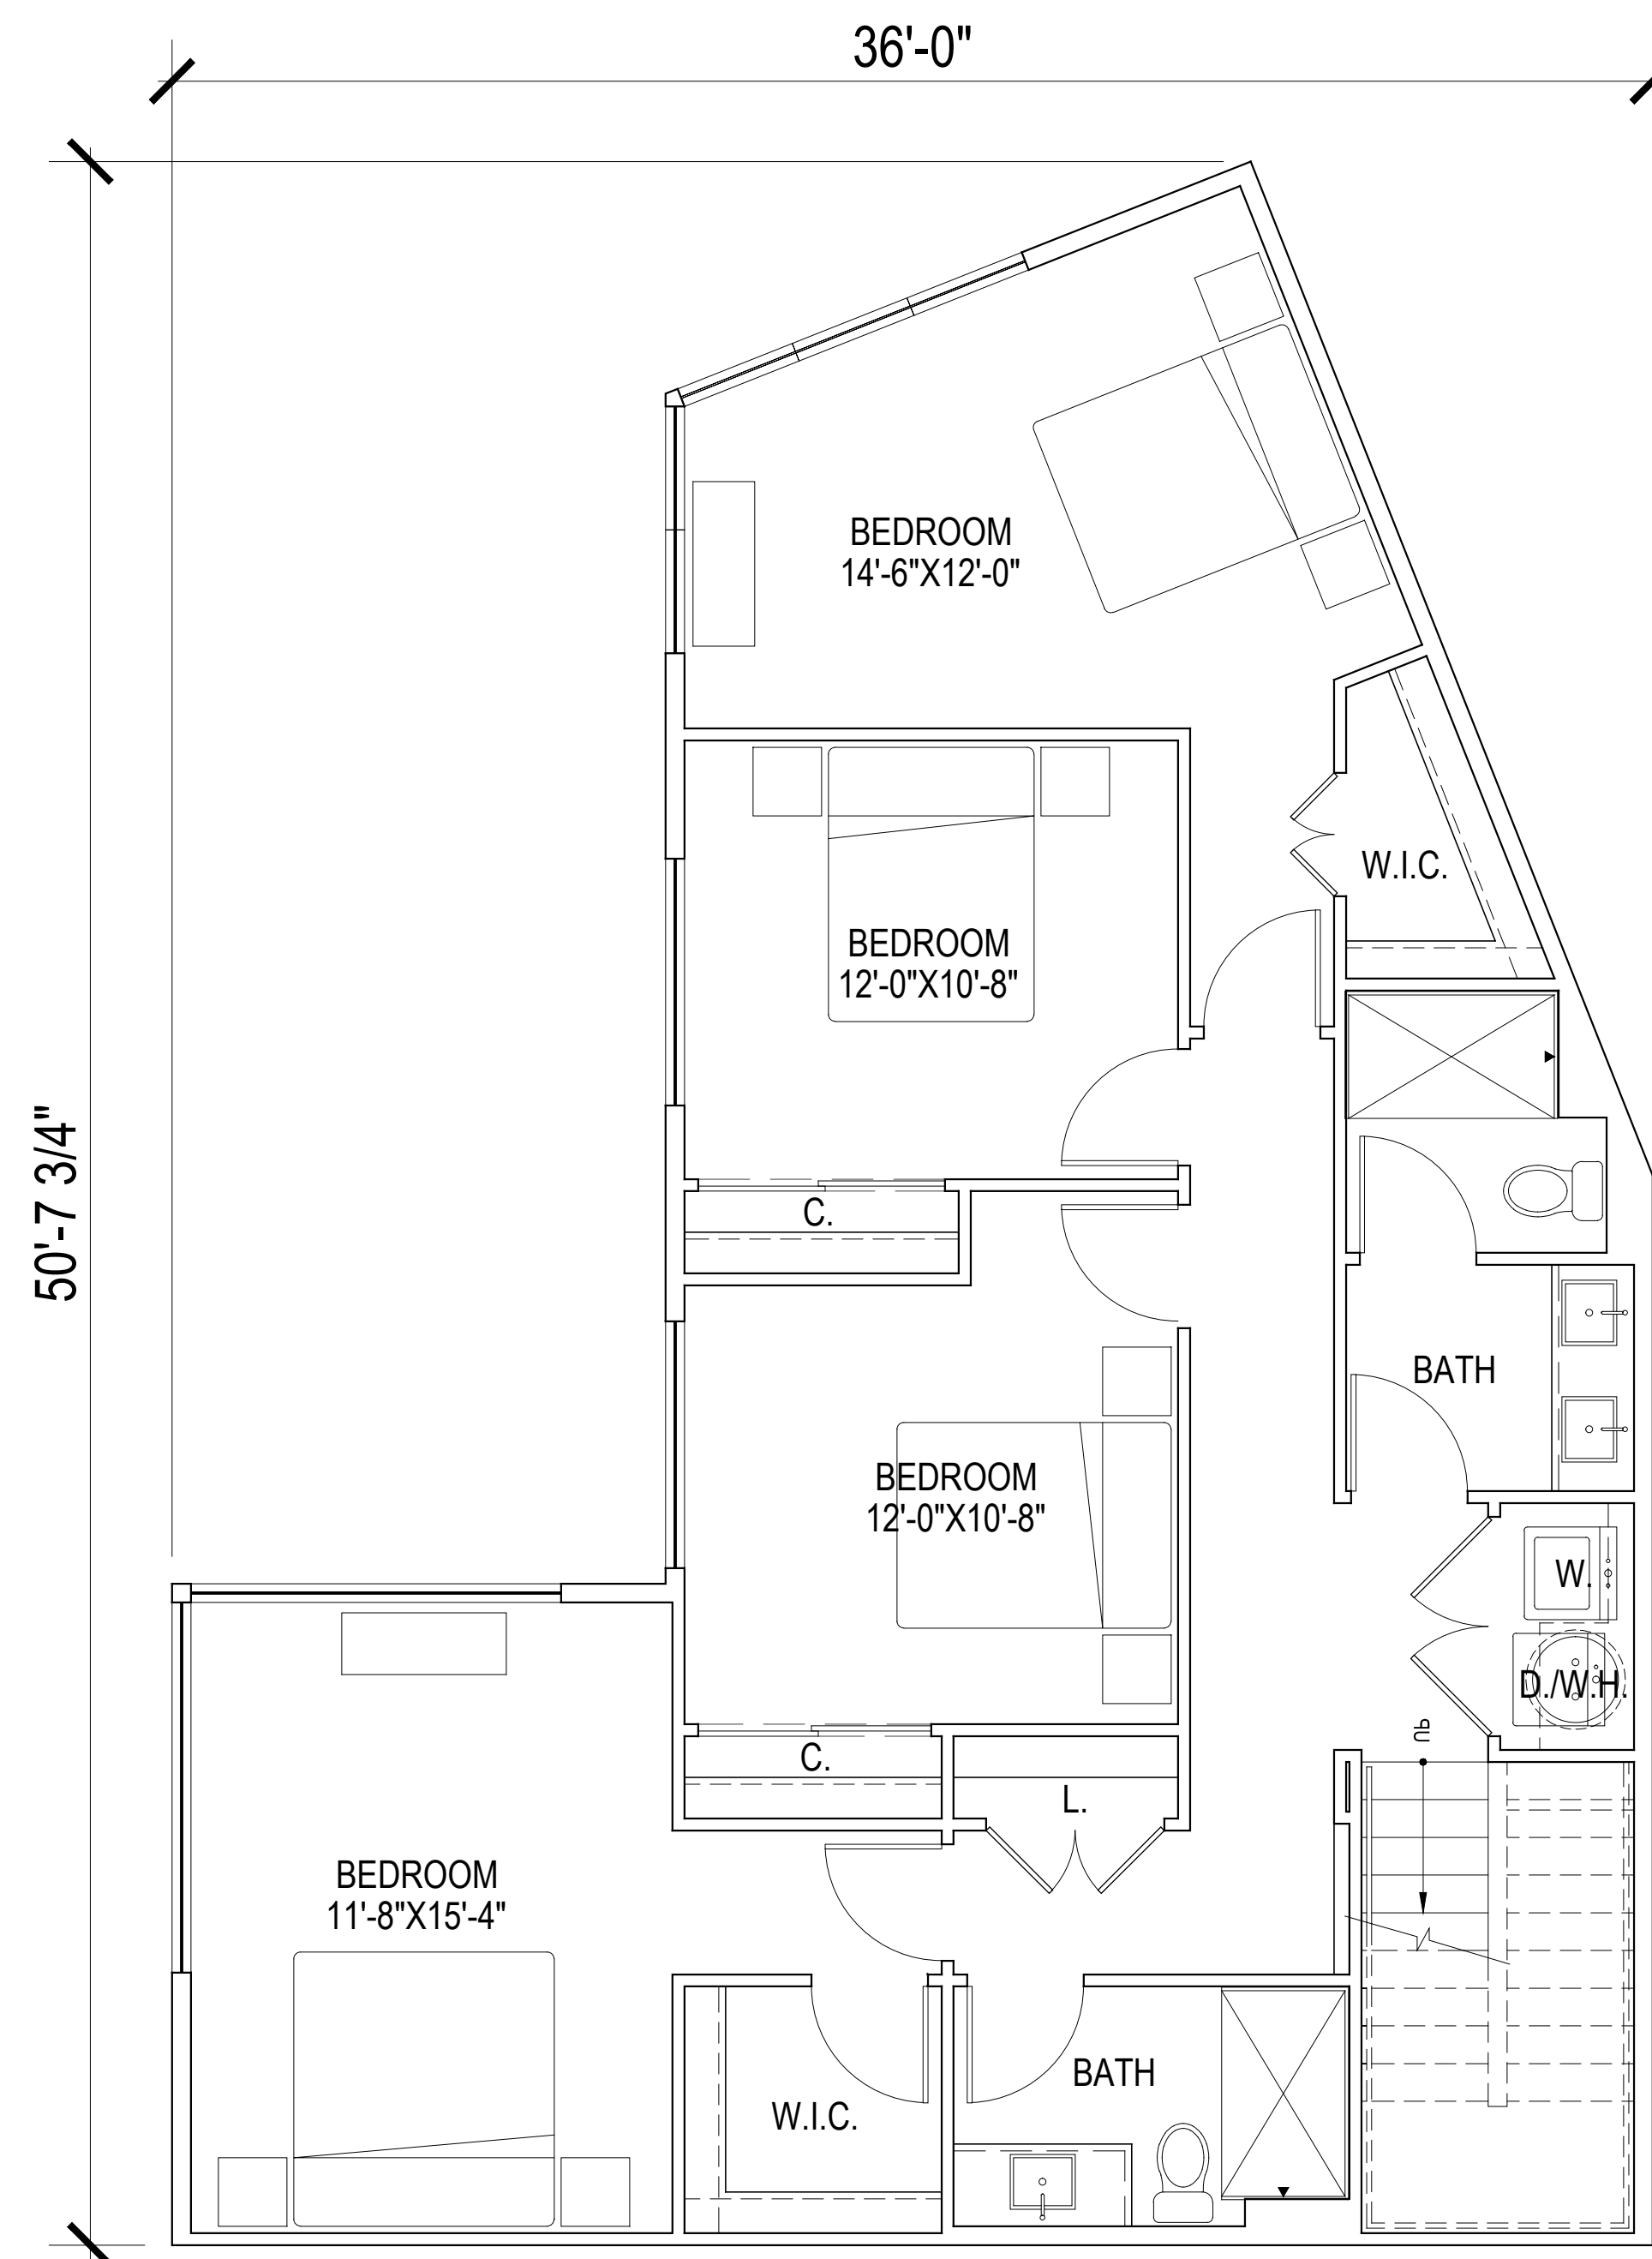 36'-0"
50'-7 3/4"
BEDROOM
14'-6"X12'-0"
W.I.C.
BEDROOM
12'-0"X10'-8"
C.
BATH
BEDROOM
12'-0"X10'-8"
W.
D./W.H.
UP
C.
L.
BEDROOM
11'-8"X15'-4"
BATH
W.I.C.